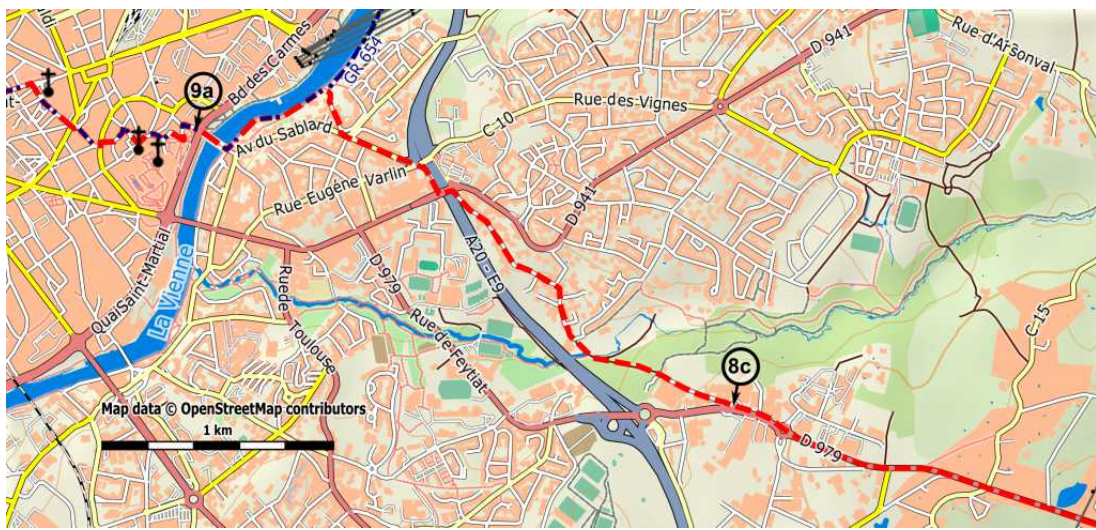 9a
Bd des Carmes
GR 654
Rue d'Arsonval
D 941
Rue des Vignes
C 10
Av du Sablard
Rue Eugène Varlin
D 941
A20 - E9
Quai Saint-Martial
La Vienne
D 979
Rue de Toulouse
Rue de Feytiat
C 15
8c
D 979
Map data © OpenStreetMap contributors
1 km